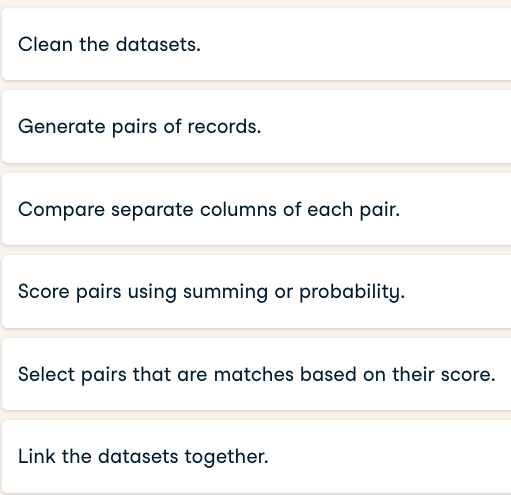 Clean the datasets.
Generate pairs of records.
Compare separate columns of each pair.
Score pairs using summing or probability.
Select pairs that are matches based on their score.
Link the datasets together.